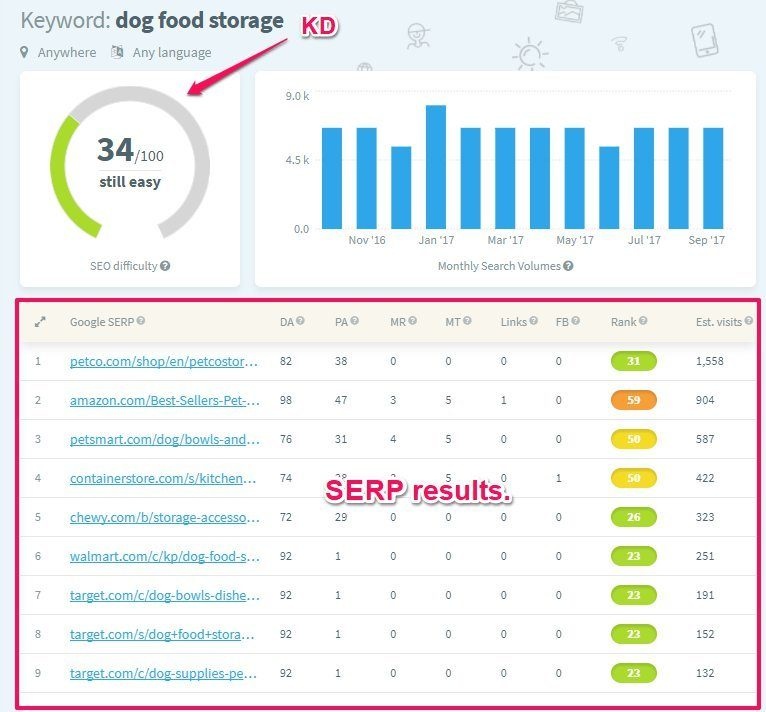 Keyword: dog food storage
KD
Anywhere Any language
34/100
still easy
SEO difficulty
9.0 k
4.5 k
0.0
Nov '16 Jan '17 Mar '17 May '17 Jul '17 Sep '17
Monthly Search Volumes
Google SERP DA PA MR MT Links FB Rank Est. visits
1 petco.com/shop/en/petcostor... 82 38 0 0 0 0 31 1,558
2 amazon.com/Best-Sellers-Pet-... 98 47 3 5 1 0 59 904
3 petsmart.com/dog/bowls-and... 76 31 4 5 0 0 50 587
4 containerstore.com/s/kitchen... 74 5 0 1 50 422
SERP results.
5 chewy.com/b/storage-accesso... 72 29 0 0 0 0 26 323
6 walmart.com/c/kp/dog-food-s... 92 1 0 0 0 0 23 251
7 target.com/c/dog-bowls-dishe... 92 1 0 0 0 0 23 191
8 target.com/s/dog+food+stora... 92 1 0 0 0 0 23 152
9 target.com/c/dog-supplies-pe... 92 1 0 0 0 0 23 132